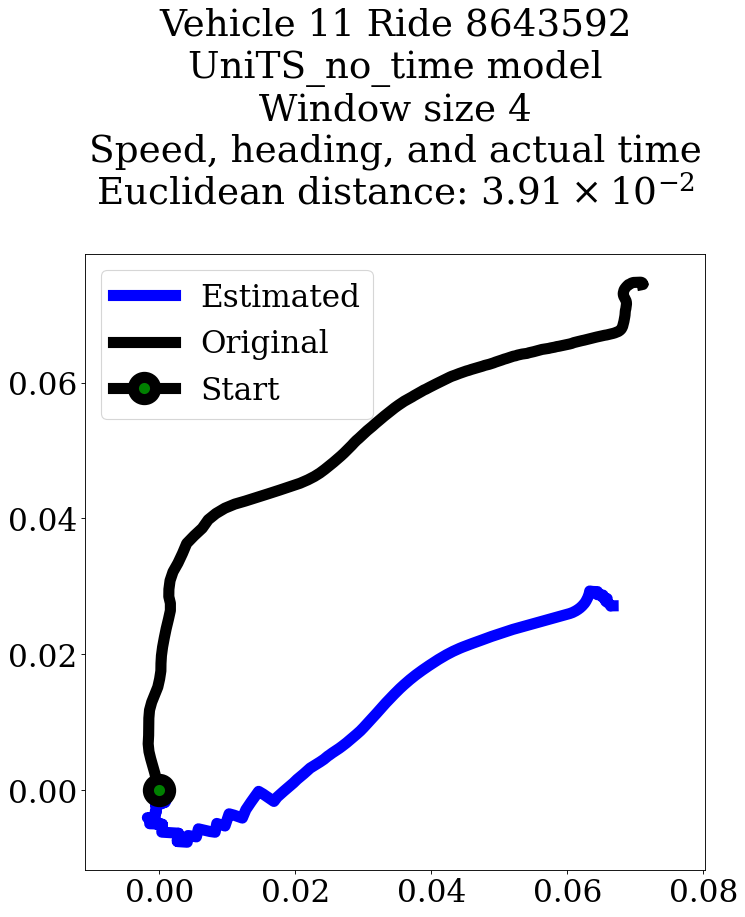 Vehicle 11 Ride 8643592
UniTS_no_time model
Window size 4
Speed, heading, and actual time
Euclidean distance: 3.91 × 10⁻²
Estimated
Original
Start
0.06
0.04
0.02
0.00
0.00 0.02 0.04 0.06 0.08